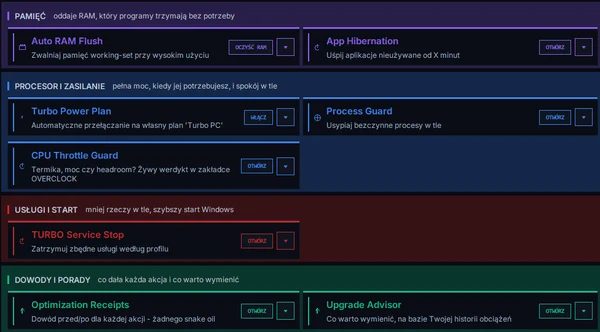 PAMIĘĆ oddaje RAM, który programy trzymają bez potrzeby
Auto RAM Flush
Zwalniaj pamięć working-set przy wysokim użyciu
OCZYŚĆ RAM
App Hibernation
Uśpij aplikacje nieużywane od X minut
OTWÓRZ
PROCESOR I ZASILANIE pełna moc, kiedy jej potrzebujesz, i spokój w tle
Turbo Power Plan
Automatyczne przełączanie na własny plan 'Turbo PC'
WŁĄCZ
Process Guard
Usypiaj bezczynne procesy w tle
OTWÓRZ
CPU Throttle Guard
Termika, moc czy headroom? Żywy werdykt w zakładce
OVERCLOCK
OTWÓRZ
USŁUGI I START mniej rzeczy w tle, szybszy start Windows
TURBO Service Stop
Zatrzymuj zbędne usługi według profilu
OTWÓRZ
DOWODY I PORADY co dała każda akcja i co warto wymienić
Optimization Receipts
Dowód przed/po dla każdej akcji - żadnego snake oil
OTWÓRZ
Upgrade Advisor
Co warto wymienić, na bazie Twojej historii obciążeń
OTWÓRZ